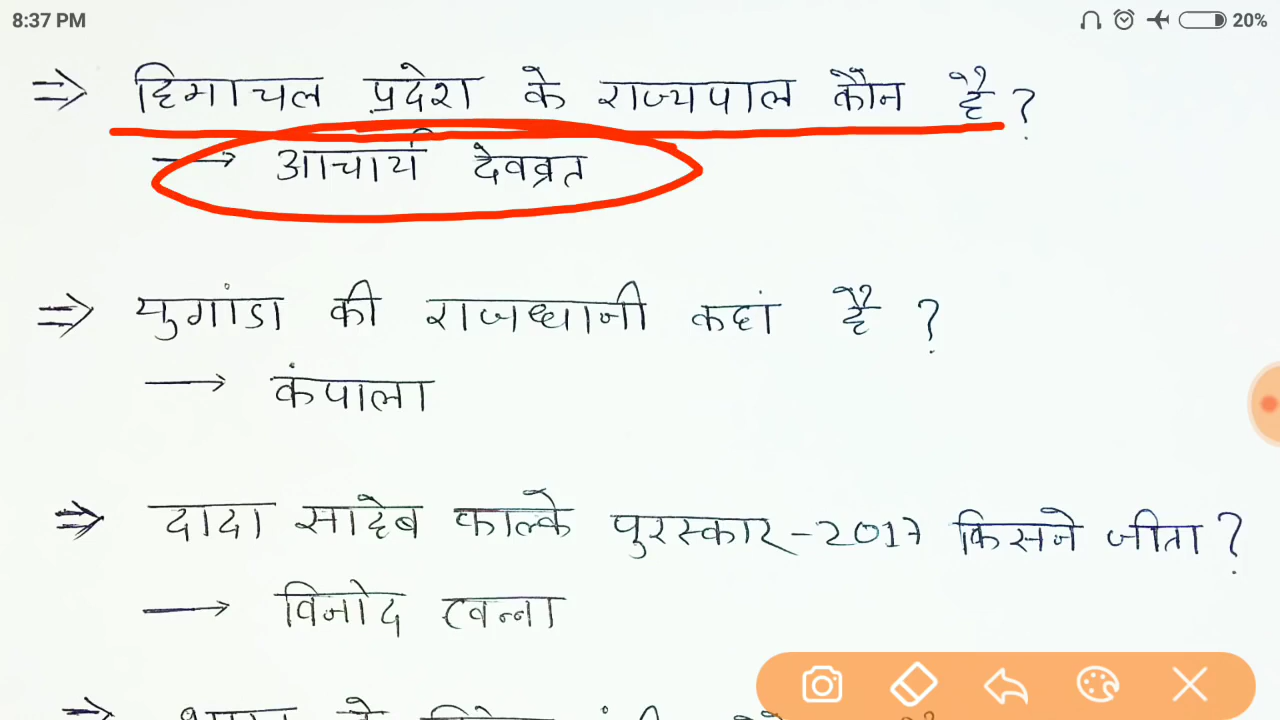 8:37 PM 20%
⇒ हिमाचल प्रदेश के राज्यपाल कौन है ?
→ आचार्य देवव्रत
⇒ युगांडा की राजधानी कहां है ?
→ कंपाला
⇒ दादा साहेब फाल्के पुरस्कार-2017 किसने जीता ?
→ विनोद खन्ना